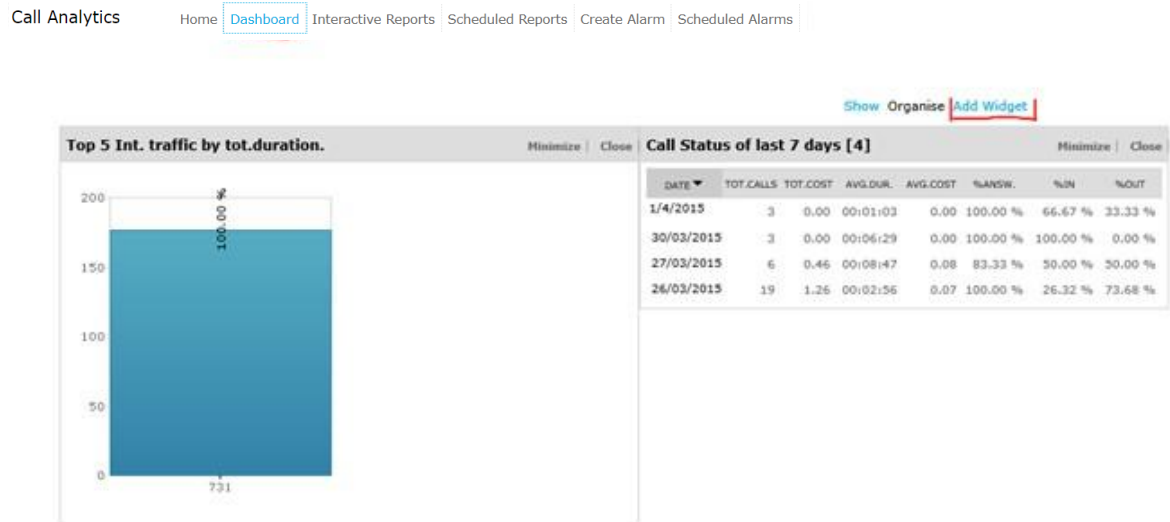 Call Analytics Home Dashboard Interactive Reports Scheduled Reports Create Alarm Scheduled Alarms
Show Organise Add Widget
Top 5 Int. traffic by tot.duration. Minimize | Close
200
100.00 %
150
100
50
0
731
Call Status of last 7 days [4] Minimize | Close
DATE TOT.CALLS TOT.COST AVG.DUR. AVG.COST %ANSW. %IN %OUT
1/4/2015 3 0.00 00:01:03 0.00 100.00 % 66.67 % 33.33 %
30/03/2015 3 0.00 00:06:29 0.00 100.00 % 100.00 % 0.00 %
27/03/2015 6 0.46 00:08:47 0.08 83.33 % 50.00 % 50.00 %
26/03/2015 19 1.26 00:02:56 0.07 100.00 % 26.32 % 73.68 %